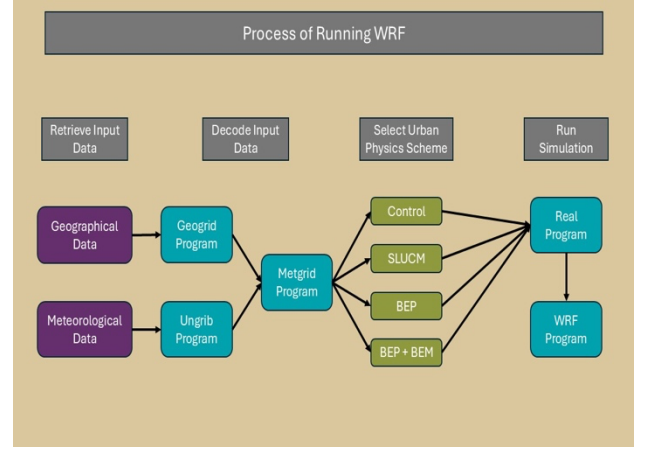 Process of Running WRF
Retrieve Input
Data
Decode Input
Data
Select Urban
Physics Scheme
Run
Simulation
Geographical
Data
Geogrid
Program
Meteorological
Data
Ungrib
Program
Metgrid
Program
Control
SLUCM
BEP
BEP + BEM
Real
Program
WRF
Program